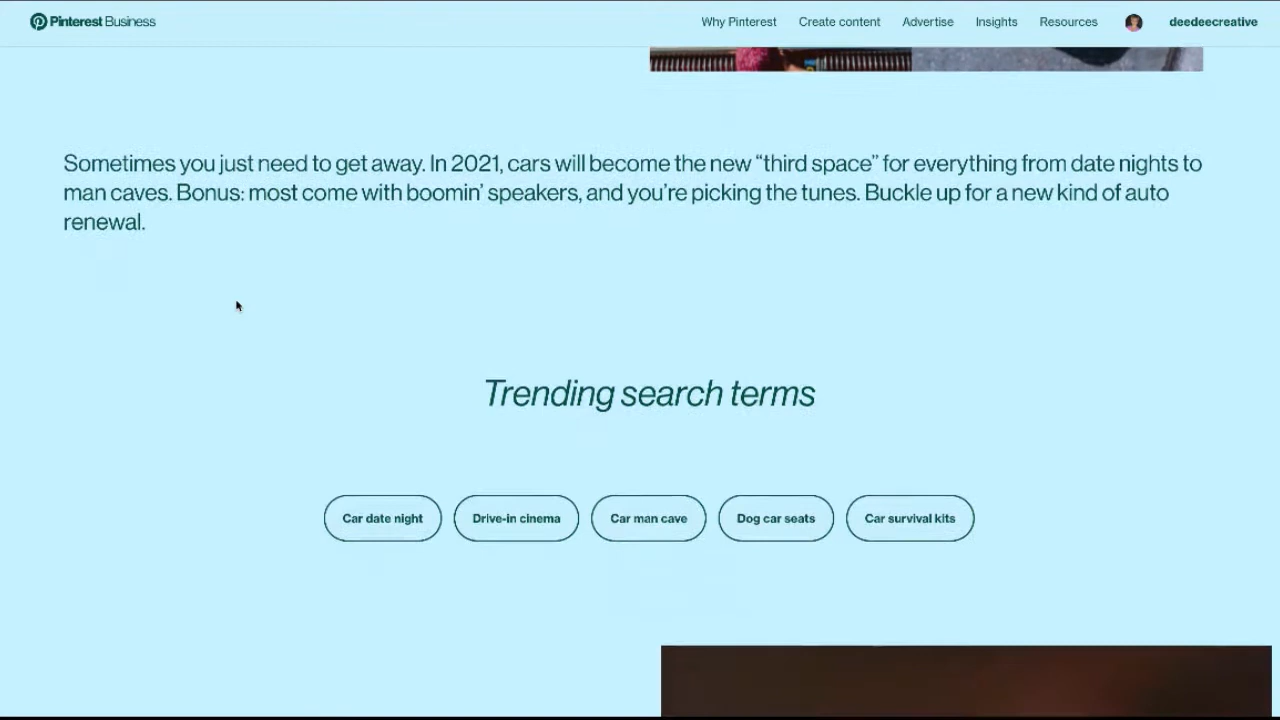 Pinterest Business
Why Pinterest
Create content
Advertise
Insights
Resources
deedeecreative
Sometimes you just need to get away. In 2021, cars will become the new “third space” for everything from date nights to
man caves. Bonus: most come with boomin’ speakers, and you’re picking the tunes. Buckle up for a new kind of auto
renewal.
Trending search terms
Car date night
Drive-in cinema
Car man cave
Dog car seats
Car survival kits